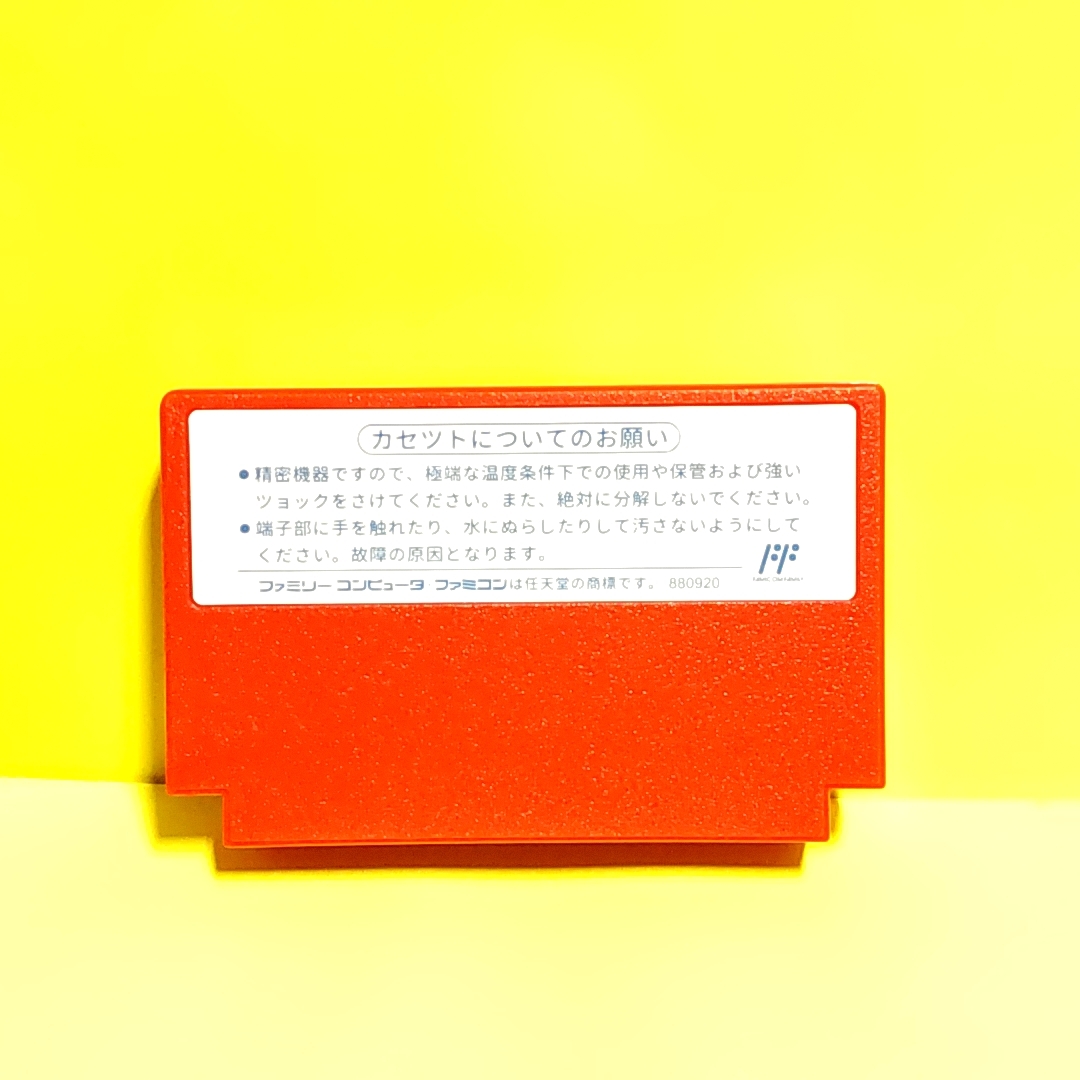 カセツトについてのお願い
●精密機器ですので、極端な温度条件下での使用や保管および強い
ツョックをさけてください。また、絶対に分解しないでください。
●端子部に手を触れたり、水にぬらしたりして汚さないようにして
ください。故障の原因となります。
ファミリーコンピュータ・ファミコンは任天堂の商標です。 880920